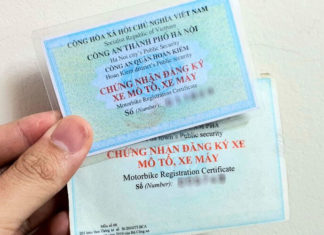 CỘNG HÒA XÃ HỘI CHỦ NGHĨA VIỆT NAM
Socialist Republic of Vietnam
CÔNG AN THÀNH PHỐ HÀ NỘI
Ha Noi city's Public Security
CÔNG AN QUẬN HOÀN KIẾM
Hoan Kiem district's Public Security
CHỨNG NHẬN ĐĂNG KÝ
XE MÔ TÔ, XE MÁY
Motorbike Registration Certificate
Số (Number):
PHẢ
town's Public Security
CHỨNG NHẬN ĐĂNG KÝ XE
MÔ TÔ, XE MÁY
Motorbike Registration Certificate
Số (Number):